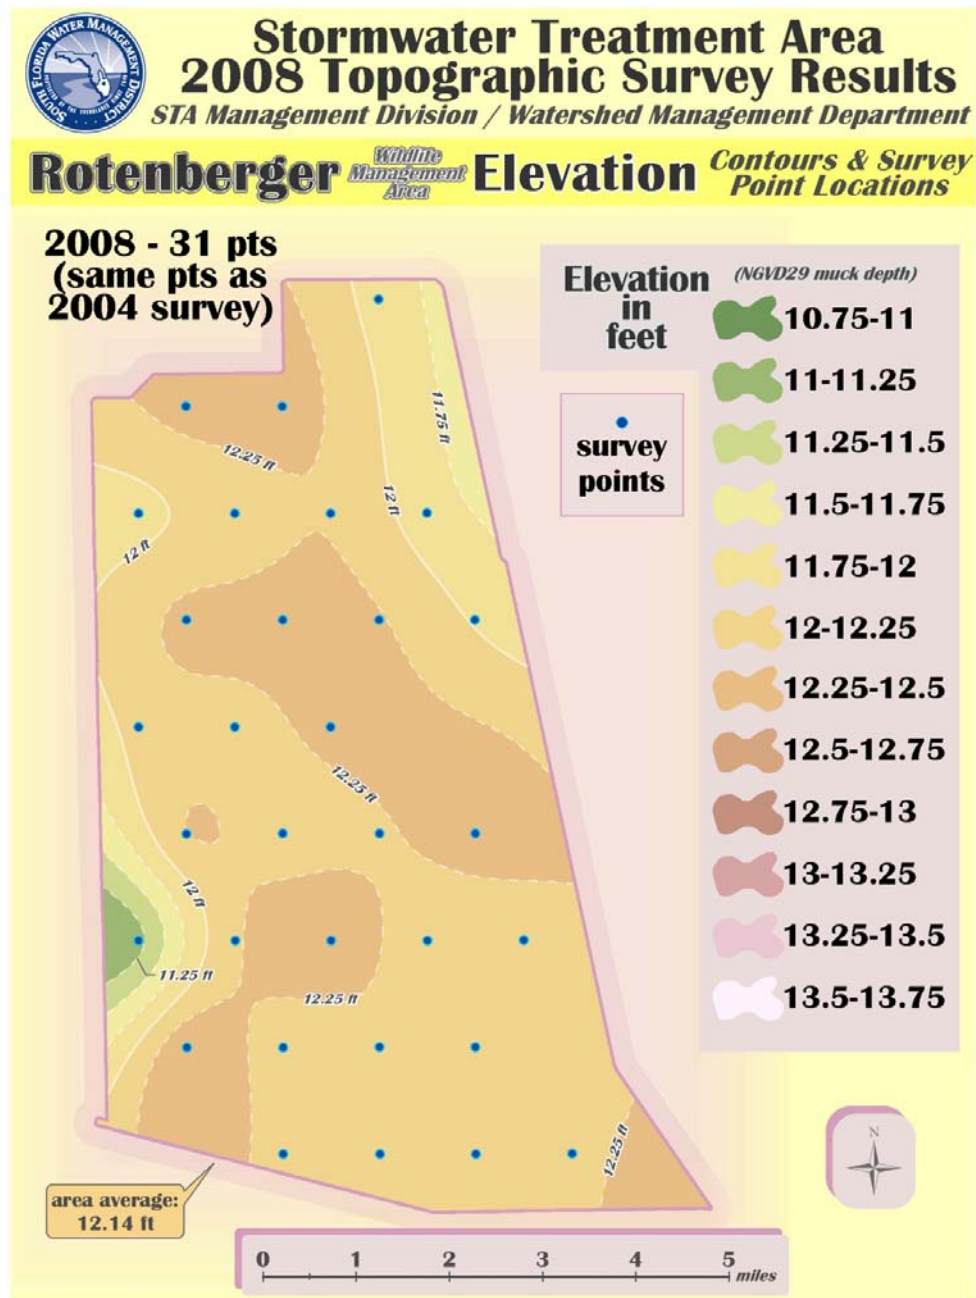 SOUTH FLORIDA WATER MANAGEMENT DISTRICT
Stormwater Treatment Area
2008 Topographic Survey Results
STA Management Division / Watershed Management Department
Rotenberger Wildlife Management Area Elevation Contours & Survey Point Locations
2008 - 31 pts
(same pts as
2004 survey)
Elevation
in
feet
(NGVD29 muck depth)
10.75-11
11-11.25
11.25-11.5
11.5-11.75
11.75-12
12-12.25
12.25-12.5
12.5-12.75
12.75-13
13-13.25
13.25-13.5
13.5-13.75
survey
points
11.75 ft
12.25 ft
12 ft
12 ft
12.25 ft
12 ft
11.25 ft
12.25 ft
12.25 ft
area average:
12.14 ft
N
0 1 2 3 4 5
miles